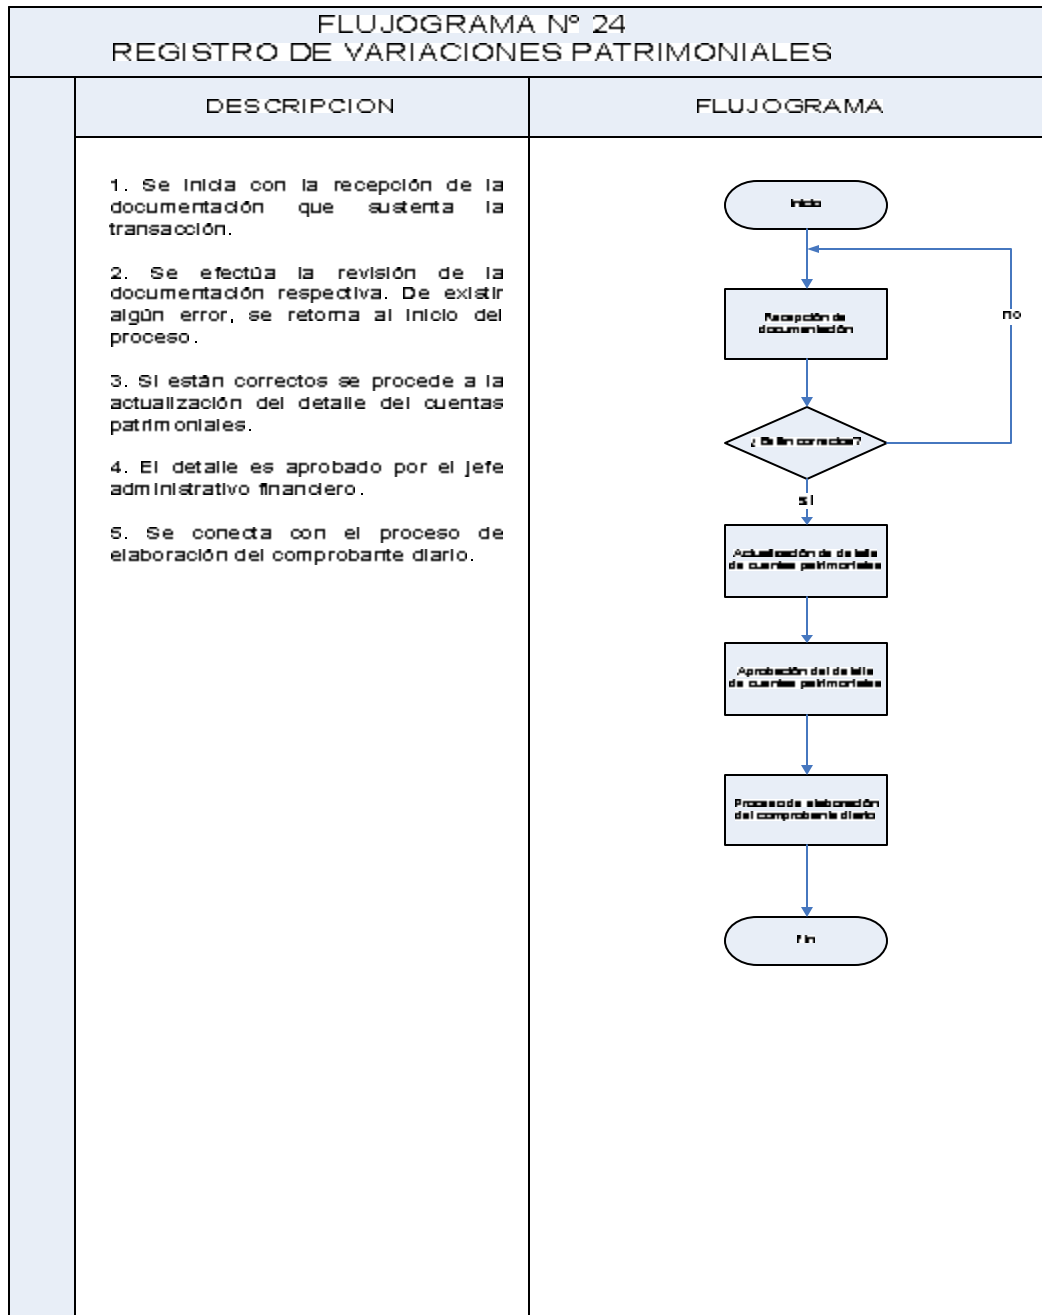 FLUJOGRAMA Nº 24
REGISTRO DE VARIACIONES PATRIMONIALES
DESCRIPCION
FLUJOGRAMA
1. Se inicia con la recepción de la
documentación que sustenta la
transacción.
2. Se efectúa la revisión de la
documentación respectiva. De existir
algún error, se retorna al inicio del
proceso.
3. Si están correctos se procede a la
actualización del detalle del cuentas
patrimoniales.
4. El detalle es aprobado por el jefe
administrativo financiero.
5. Se conecta con el proceso de
elaboración del comprobante diario.
Inicio
Recepción de
documentación
no
¿Están correctos?
si
Actualización de detalle
de cuentas patrimoniales
Aprobación del detalle
de cuentas patrimoniales
Proceso de elaboración
del comprobante diario
Fin